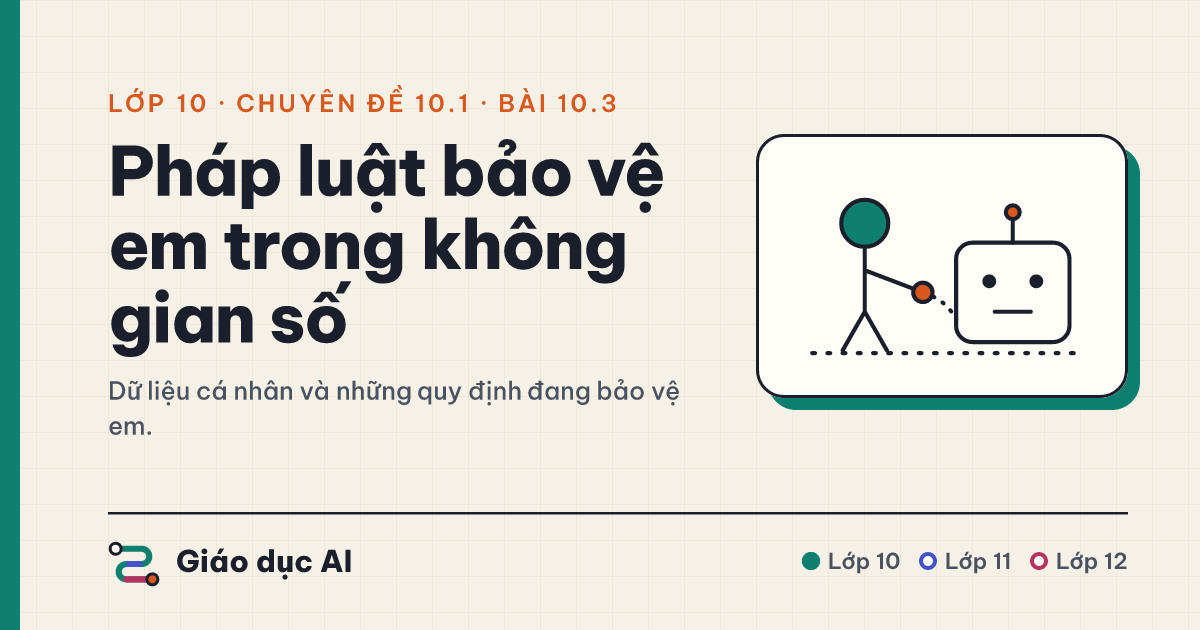 LỚP 10 · CHUYÊN ĐỀ 10.1 · BÀI 10.3
Pháp luật bảo vệ
em trong không
gian số
Dữ liệu cá nhân và những quy định đang bảo vệ
em.
Giáo dục AI
Lớp 10 Lớp 11 Lớp 12